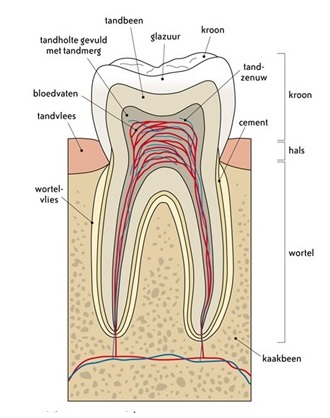 tandbeen
kroon
glazuur
tandholte gevuld
met tandmerg
tand-
zenuw
bloedvaten
kroon
tandvlees
cement
hals
wortel-
vlies
wortel
kaakbeen